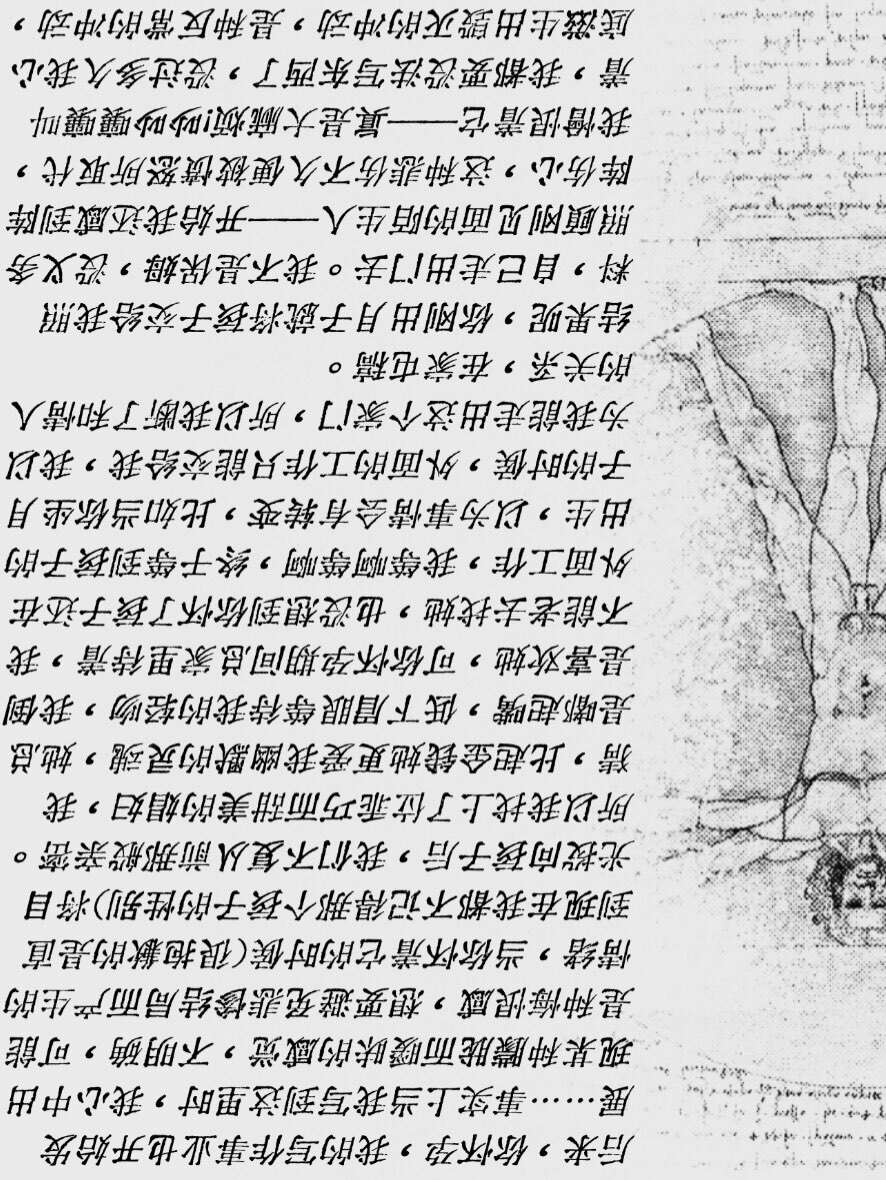 后来，你怀孕，我的写作事业也开始发
展……事实上当我写到这里时，我心中出
现某种朦胧而暧昧的感觉，不明确，可能
是种悔恨感，想要避免悲惨结局而产生的
情绪，当你怀着它的时候(很抱歉的是直
到现在我都不记得那个孩子的性别)将目
光投向孩子后，我们不复从前那般亲密。
所以我找上了位乖巧而甜美的娼妇，我
猜，比起金钱她更爱我幽默的灵魂，她总
是嘟起嘴，低下眉眼等待我的轻吻，我倒
是喜欢她，可你怀孕期间总家里待着，我
不能老去找她，也没想到你怀了孩子还在
外面工作，我等啊等啊，终于等到孩子的
出生，以为事情会有转变，比如当你坐月
子的时候，外面的工作只能交给我，我以
为我能走出这个家门，所以我断了和情人
的关系，在家屯稿。
结果呢，你刚出月子就将孩子交给我照
料，自己走出门去。我不是保姆，没义务
照顾刚见面的陌生人——开始我还感到阵
阵伤心，这种悲伤不久便被愤怒所取代，
我憎恨着它——真是大麻烦!吵吵嚷嚷叫
着，我都要没法写东西了，没过多久我心
底滋生出毁灭的冲动，是种反常的冲动，